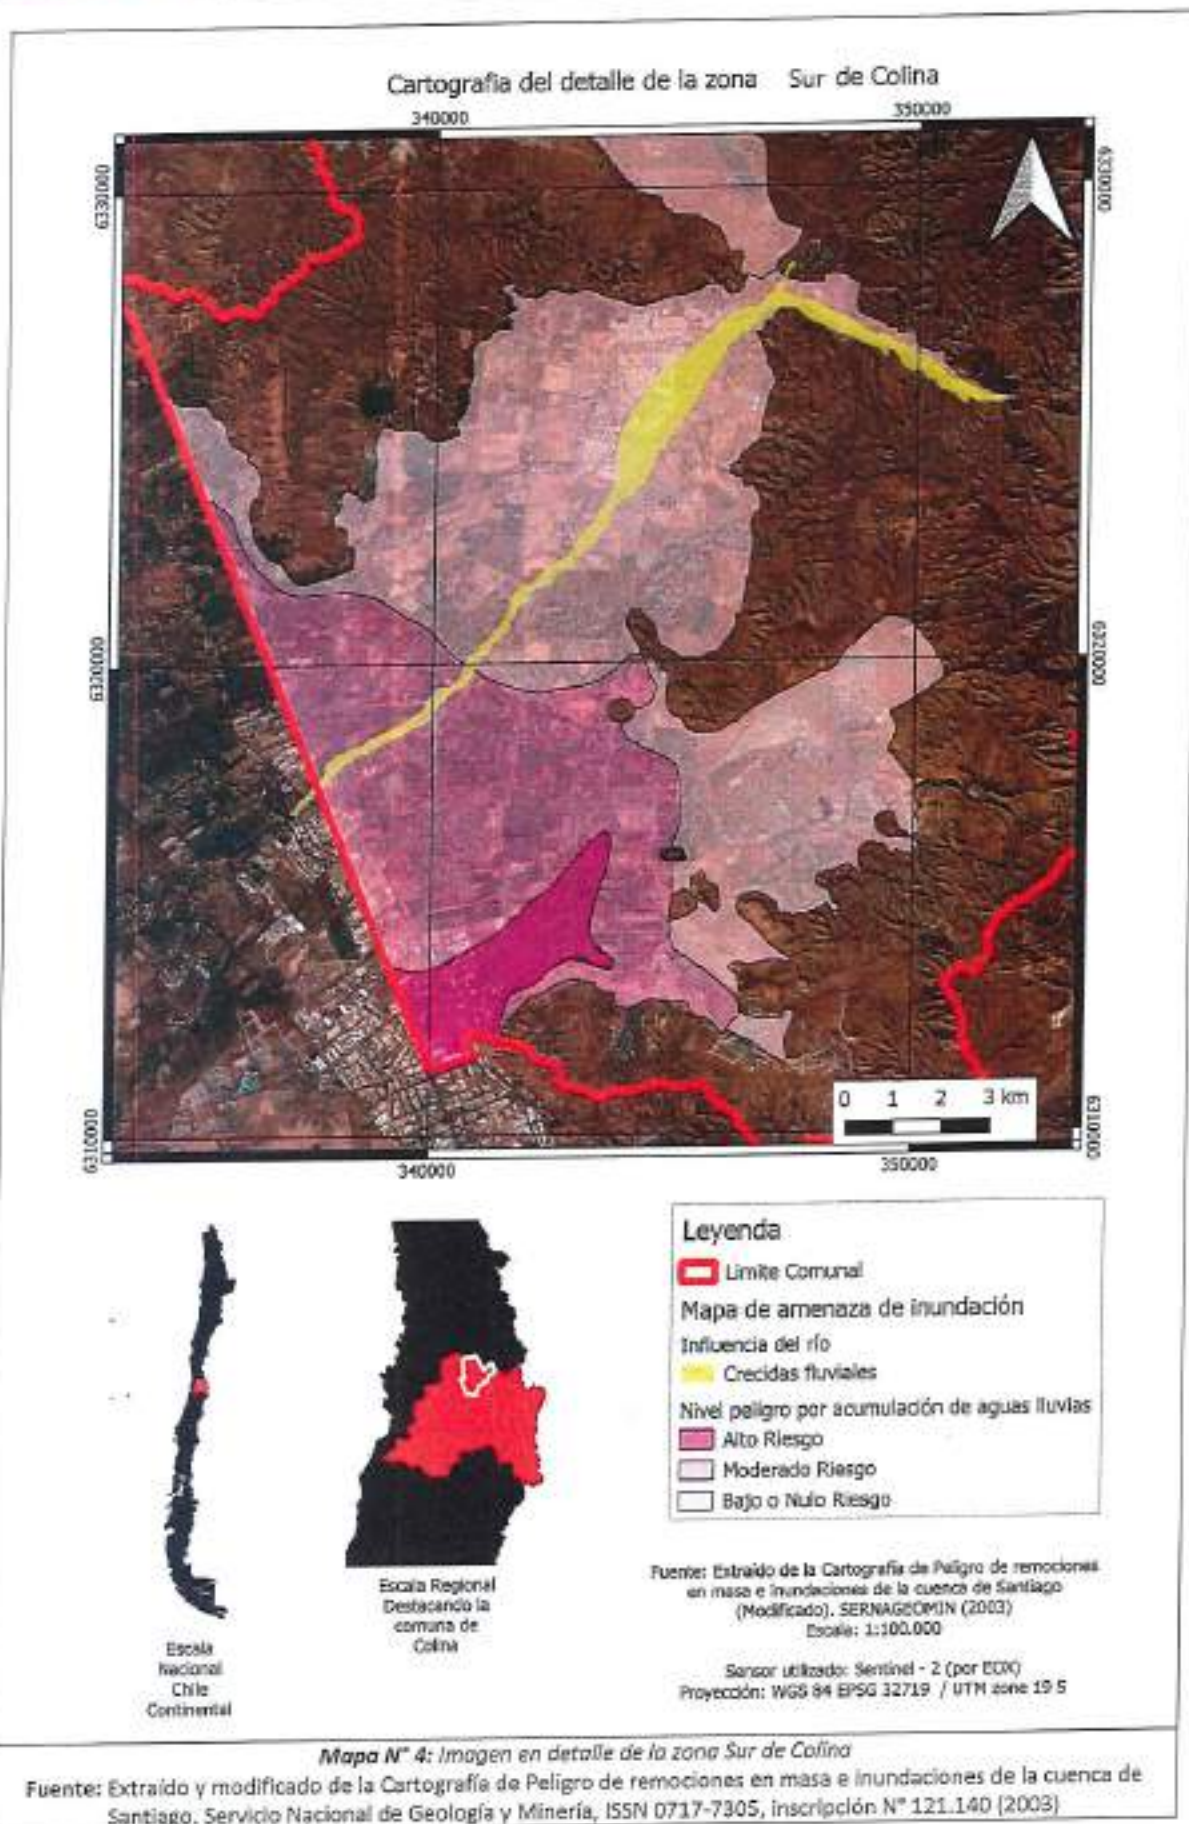 Cartografía del detalle de la zona Sur de Colina
340000
350000
6330000
6330000
6320000
6320000
6310000
6310000
0 1 2 3 km
340000
350000
Leyenda
Limite Comunal
Mapa de amenaza de inundación
Influencia del río
Crecidas fluviales
Nivel peligro por acumulación de aguas lluvias
Alto Riesgo
Moderado Riesgo
Bajo o Nulo Riesgo
Escala
Nacional
Chile
Continental
Escala Regional
Destacando la
comuna de
Colina
Fuente: Extraído de la Cartografía de Peligro de remociones
en masa e inundaciones de la cuenca de Santiago
(Modificado). SERNAGEOMIN (2003)
Escala: 1:100.000
Sensor utilizado: Sentinel - 2 (por EOX)
Proyección: WGS 84 EPSG 32719 / UTM zone 19 S
Mapa N° 4: Imagen en detalle de la zona Sur de Colina
Fuente: Extraído y modificado de la Cartografía de Peligro de remociones en masa e inundaciones de la cuenca de
Santiago. Servicio Nacional de Geología y Minería, ISSN 0717-7305, inscripción N° 121.140 (2003)